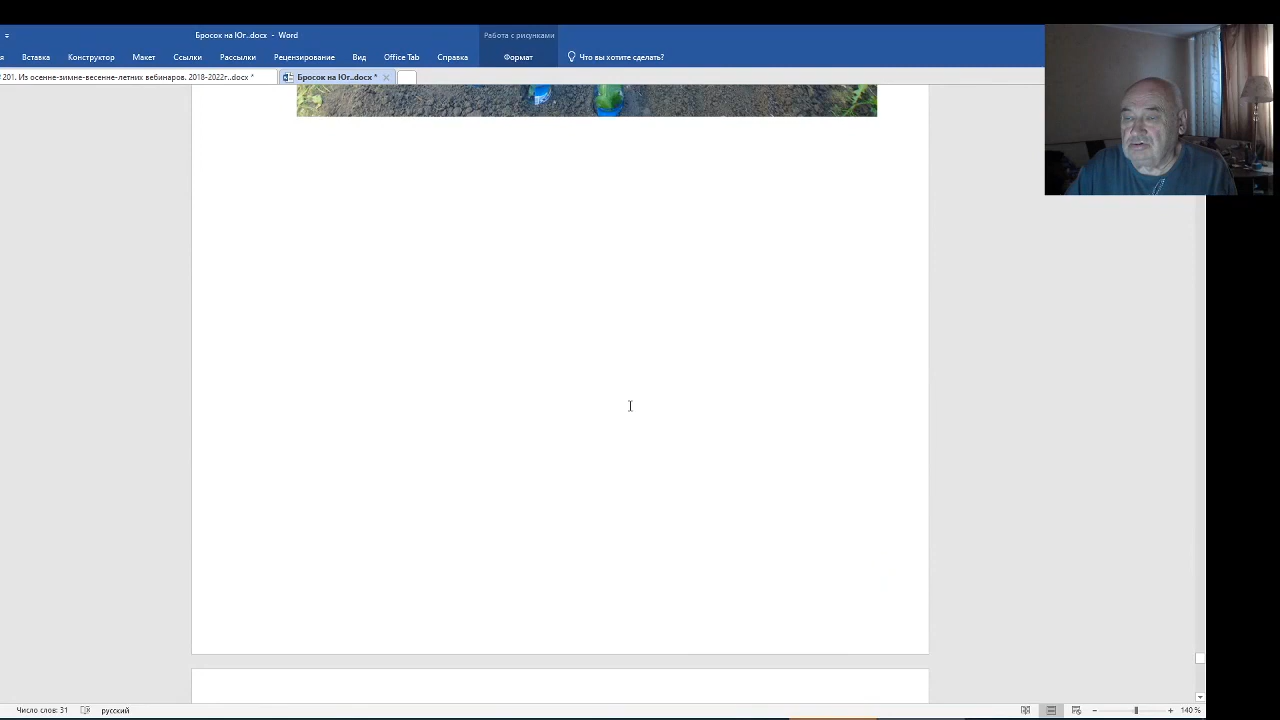 Бросок на Юг..docx - Word
Работа с рисунками
Вставка Конструктор Макет Ссылки Рассылки Рецензирование Вид Office Tab Справка Формат Что вы хотите сделать?
201. Из осенне-зимне-весенне-летних вебинаров. 2018-2022г..docx *
Бросок на Юг..docx *
Число слов: 31 русский 140 %